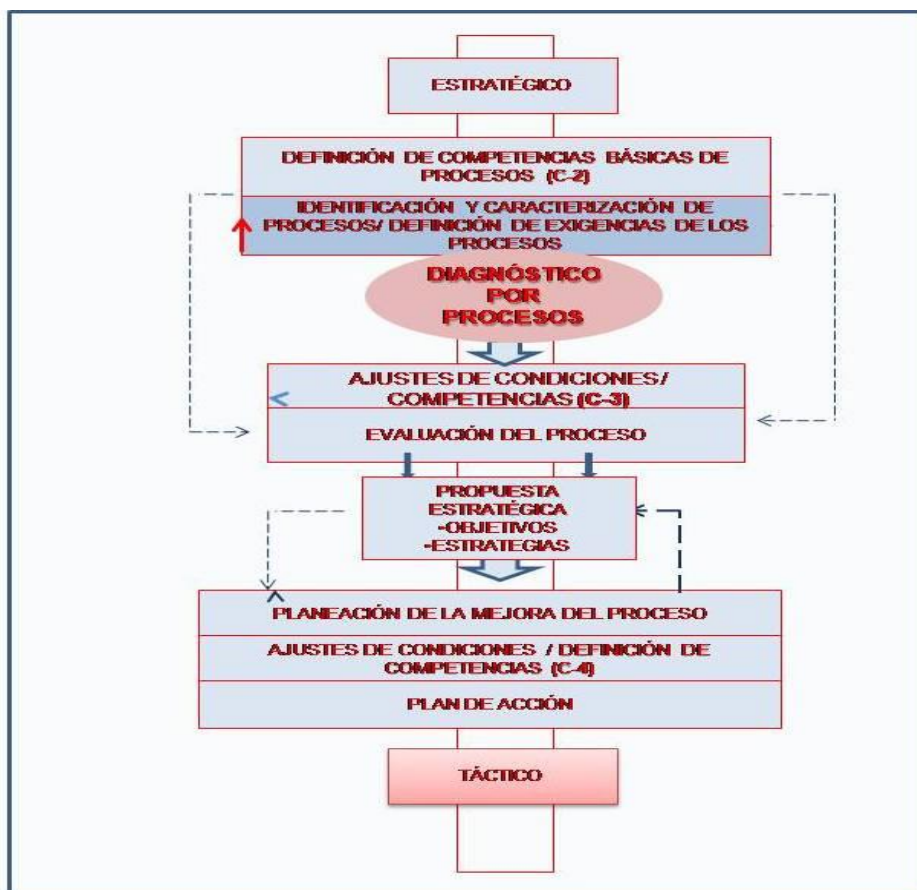 ESTRATÉGICO
DEFINICIÓN DE COMPETENCIAS BÁSICAS DE
PROCESOS (C-2)
IDENTIFICACIÓN Y CARACTERIZACIÓN DE
PROCESOS/ DEFINICIÓN DE EXIGENCIAS DE LOS
PROCESOS
DIAGNÓSTICO
POR
PROCESOS
AJUSTES DE CONDICIONES /
COMPETENCIAS (C-3)
EVALUACIÓN DEL PROCESO
PROPUESTA
ESTRATÉGICA
-OBJETIVOS
-ESTRATEGIAS
PLANEACIÓN DE LA MEJORA DEL PROCESO
AJUSTES DE CONDICIONES / DEFINICIÓN DE
COMPETENCIAS (C-4)
PLAN DE ACCIÓN
TÁCTICO